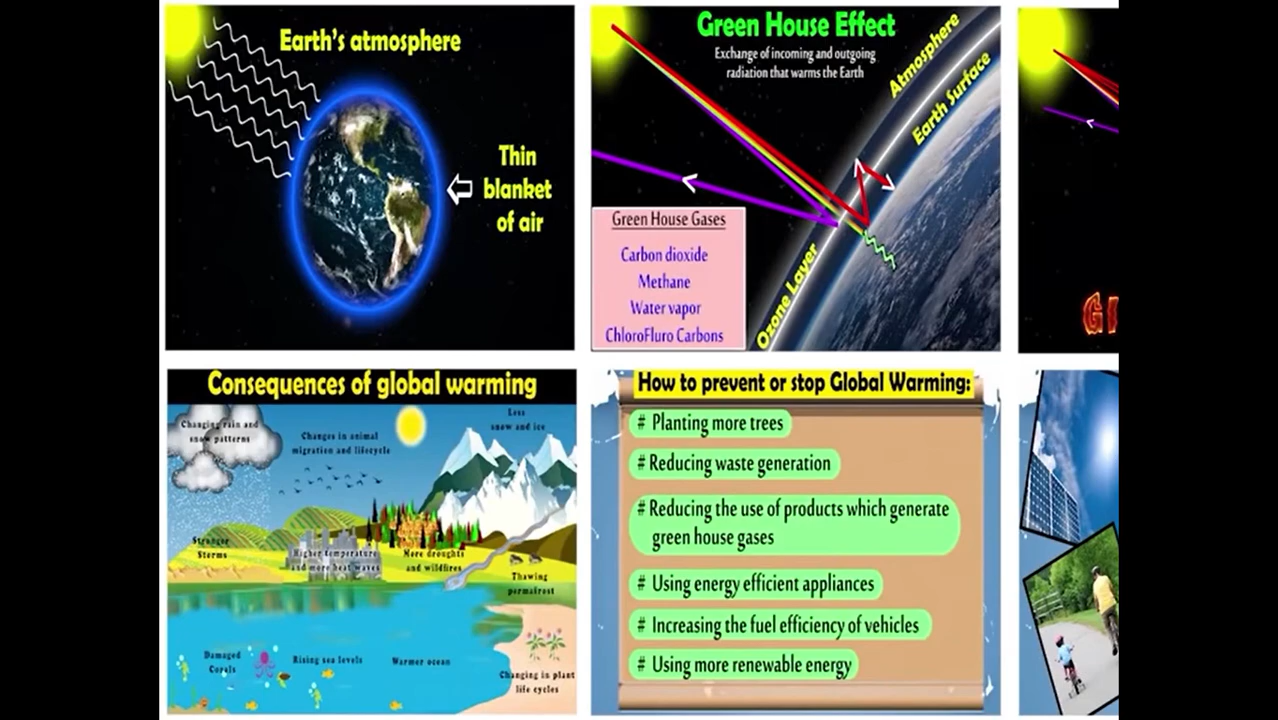 Earth's atmosphere
Thin
blanket
of air
Green House Effect
Exchange of incoming and outgoing
radiation that warms the Earth
Atmosphere
Earth Surface
Ozone Layer
Green House Gases
Carbon dioxide
Methane
Water vapor
ChloroFluro Carbons
Consequences of global warming
Changing rain and
snow patterns
Changes in animal
migration and lifecycle
Less
snow and ice
Stronger
Storms
Higher temperature
and more heat waves
More droughts
and wildfires
Thawing
permafrost
Damaged
Corels
Rising sea levels
Warmer ocean
Changing in plant
life cycles
How to prevent or stop Global Warming:
# Planting more trees
# Reducing waste generation
# Reducing the use of products which generate
green house gases
# Using energy efficient appliances
# Increasing the fuel efficiency of vehicles
# Using more renewable energy